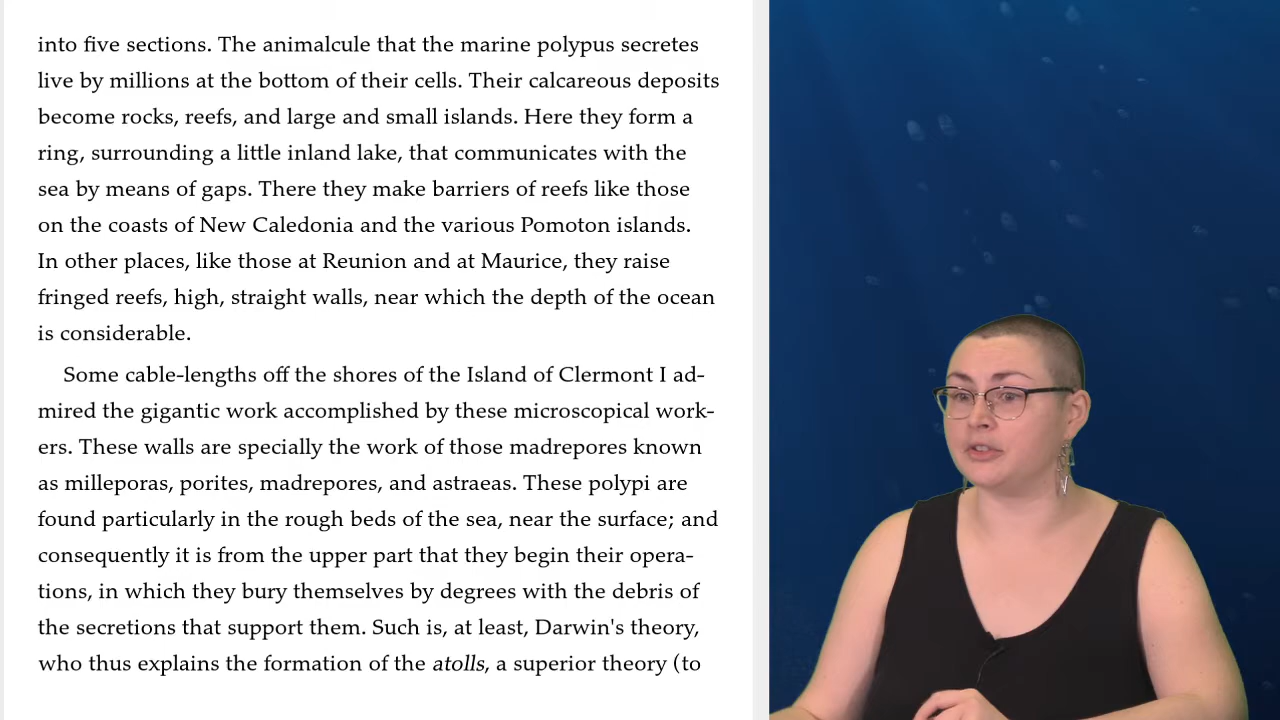 into five sections. The animalcule that the marine polypus secretes
live by millions at the bottom of their cells. Their calcareous deposits
become rocks, reefs, and large and small islands. Here they form a
ring, surrounding a little inland lake, that communicates with the
sea by means of gaps. There they make barriers of reefs like those
on the coasts of New Caledonia and the various Pomoton islands.
In other places, like those at Reunion and at Maurice, they raise
fringed reefs, high, straight walls, near which the depth of the ocean
is considerable.
Some cable-lengths off the shores of the Island of Clermont I ad-
mired the gigantic work accomplished by these microscopical work-
ers. These walls are specially the work of those madrepores known
as milleporas, porites, madrepores, and astraeas. These polypi are
found particularly in the rough beds of the sea, near the surface; and
consequently it is from the upper part that they begin their opera-
tions, in which they bury themselves by degrees with the debris of
the secretions that support them. Such is, at least, Darwin's theory,
who thus explains the formation of the atolls, a superior theory (to